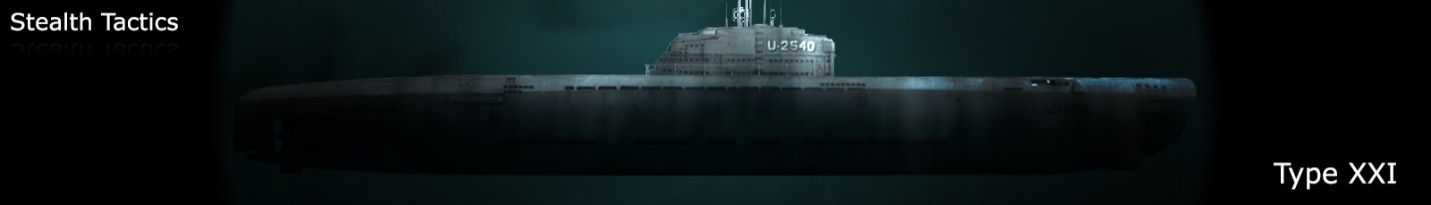 Stealth Tactics
U-2540
Type XXI